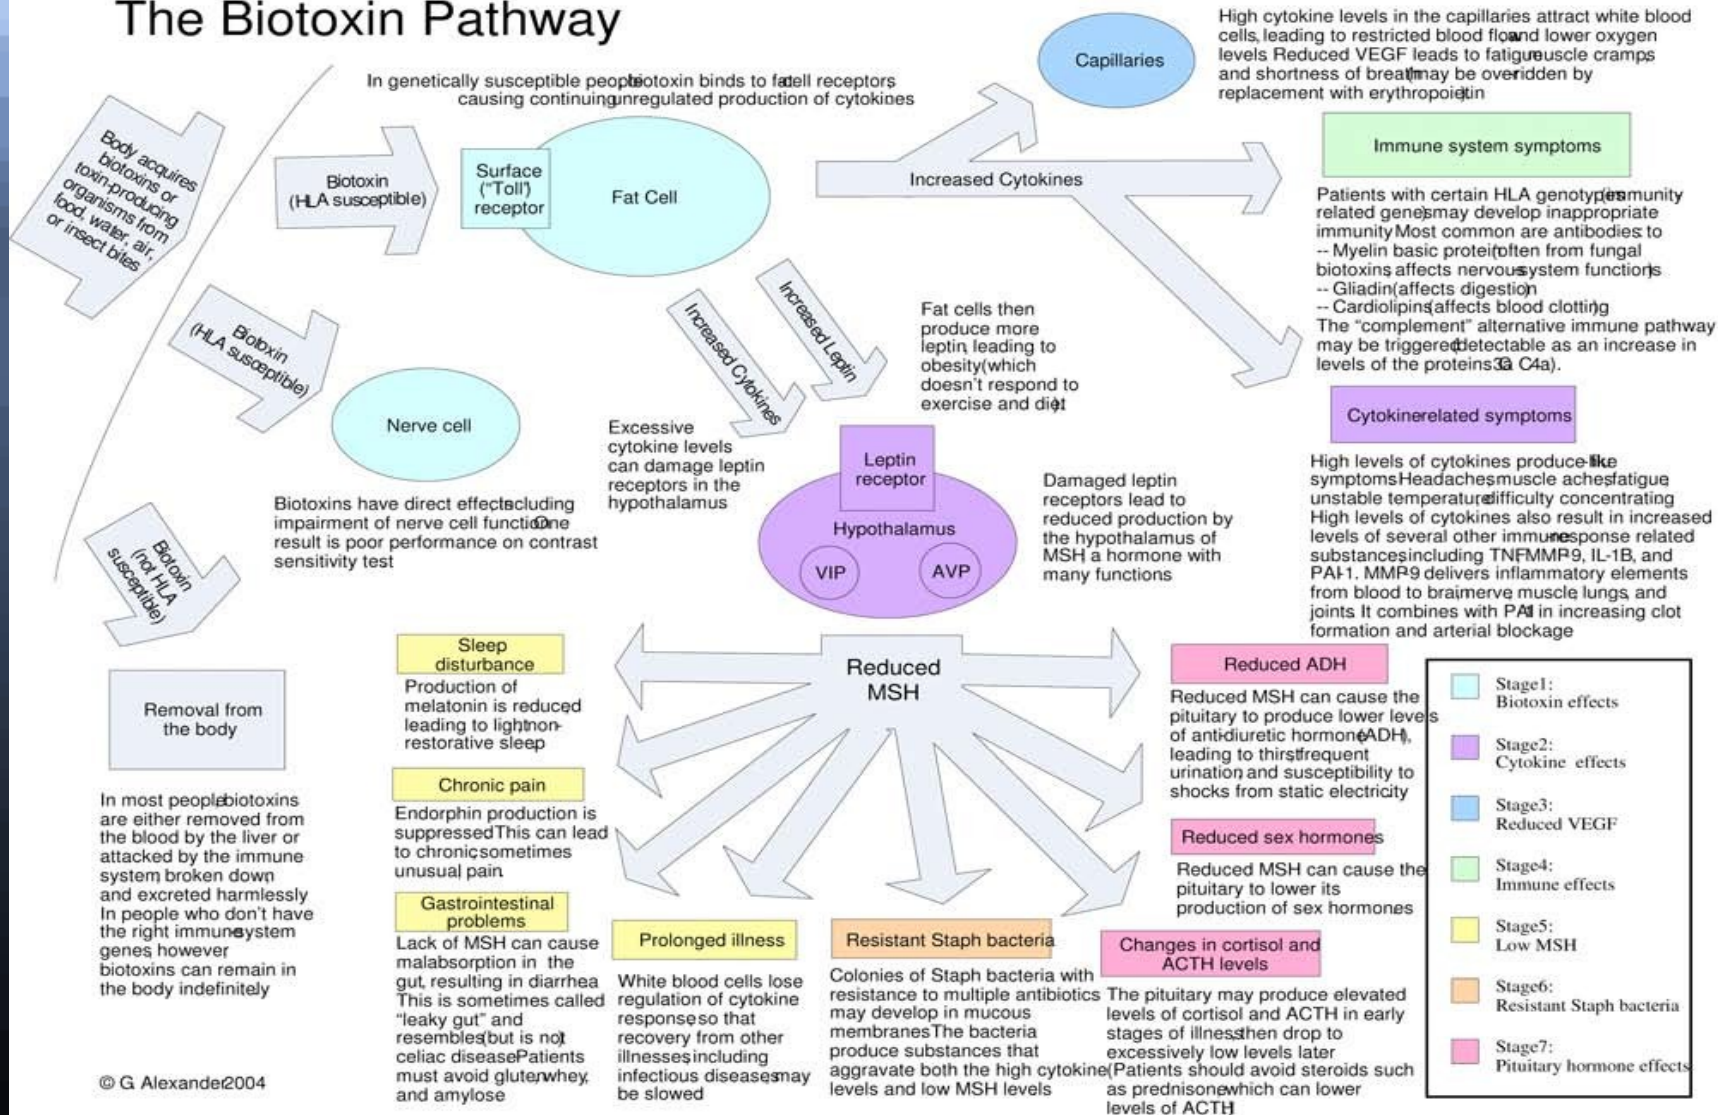 The Biotoxin Pathway
Body acquires
biotoxins or
toxin-producing
organisms from
food, water, air,
or insect bites
In genetically susceptible people, biotoxin binds to fat cell receptors,
causing continuing, unregulated production of cytokines
Biotoxin
(HLA susceptible)
Surface
("Toll")
receptor
Fat Cell
Increased Cytokines
Capillaries
High cytokine levels in the capillaries attract white blood
cells, leading to restricted blood flow and lower oxygen
levels. Reduced VEGF leads to fatigue, muscle cramps,
and shortness of breath (may be over-ridden by
replacement with erythropoietin)
Immune system symptoms
Patients with certain HLA genotypes (immunity
related genes) may develop inappropriate
immunity. Most common are antibodies to:
-- Myelin basic protein (often from fungal
biotoxins, affects nervous-system functions)
-- Gliadin (affects digestion)
-- Cardiolipins (affects blood clotting)
The "complement" alternative immune pathway
may be triggered (detectable as an increase in
levels of the proteins C3a, C4a).
Biotoxin
(HLA susceptible)
Nerve cell
Biotoxins have direct effects, including
impairment of nerve cell function. One
result is poor performance on contrast
sensitivity test
Increased Cytokines
Increased Leptin
Fat cells then
produce more
leptin, leading to
obesity (which
doesn't respond to
exercise and diet).
Excessive
cytokine levels
can damage leptin
receptors in the
hypothalamus
Leptin
receptor
Hypothalamus
VIP
AVP
Damaged leptin
receptors lead to
reduced production by
the hypothalamus of
MSH, a hormone with
many functions
Cytokine-related symptoms
High levels of cytokines produce flu-like
symptoms: Headaches, muscle aches, fatigue,
unstable temperature, difficulty concentrating
High levels of cytokines also result in increased
levels of several other immune-response related
substances, including TNF, MMP-9, IL-1B, and
PAI-1. MMP-9 delivers inflammatory elements
from blood to brain, nerve, muscle, lungs, and
joints. It combines with PAI-1 in increasing clot
formation and arterial blockage
Biotoxin
(not HLA
susceptible)
Removal from
the body
In most people, biotoxins
are either removed from
the blood by the liver or
attacked by the immune
system, broken down,
and excreted harmlessly
In people who don't have
the right immune-system
genes, however,
biotoxins can remain in
the body indefinitely
© G. Alexander 2004
Reduced
MSH
Sleep
disturbance
Production of
melatonin is reduced,
leading to light, non-
restorative sleep
Chronic pain
Endorphin production is
suppressed. This can lead
to chronic, sometimes
unusual, pain.
Gastrointestinal
problems
Lack of MSH can cause
malabsorption in the
gut, resulting in diarrhea
This is sometimes called
"leaky gut" and
resembles (but is not)
celiac disease. Patients
must avoid gluten, whey,
and amylose
Prolonged illness
White blood cells lose
regulation of cytokine
response, so that
recovery from other
illnesses, including
infectious diseases, may
be slowed
Resistant Staph bacteria
Colonies of Staph bacteria with
resistance to multiple antibiotics
may develop in mucous
membranes. The bacteria
produce substances that
aggravate both the high cytokine
levels and low MSH levels
Reduced ADH
Reduced MSH can cause the
pituitary to produce lower levels
of anti-diuretic hormone (ADH),
leading to thirst, frequent
urination, and susceptibility to
shocks from static electricity
Reduced sex hormones
Reduced MSH can cause the
pituitary to lower its
production of sex hormones
Changes in cortisol and
ACTH levels
The pituitary may produce elevated
levels of cortisol and ACTH in early
stages of illness, then drop to
excessively low levels later
(Patients should avoid steroids such
as prednisone, which can lower
levels of ACTH)
Stage1:
Biotoxin effects
Stage2:
Cytokine effects
Stage3:
Reduced VEGF
Stage4:
Immune effects
Stage5:
Low MSH
Stage6:
Resistant Staph bacteria
Stage7:
Pituitary hormone effects